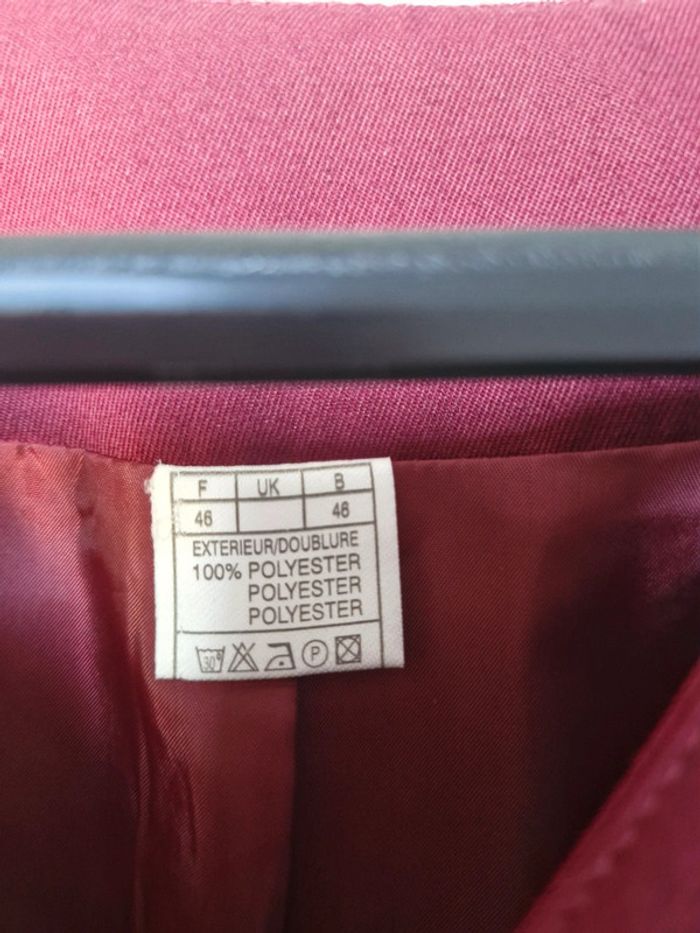 F UK B
46 46
EXTERIEUR/DOUBLURE
100% POLYESTER
POLYESTER
POLYESTER
30° P